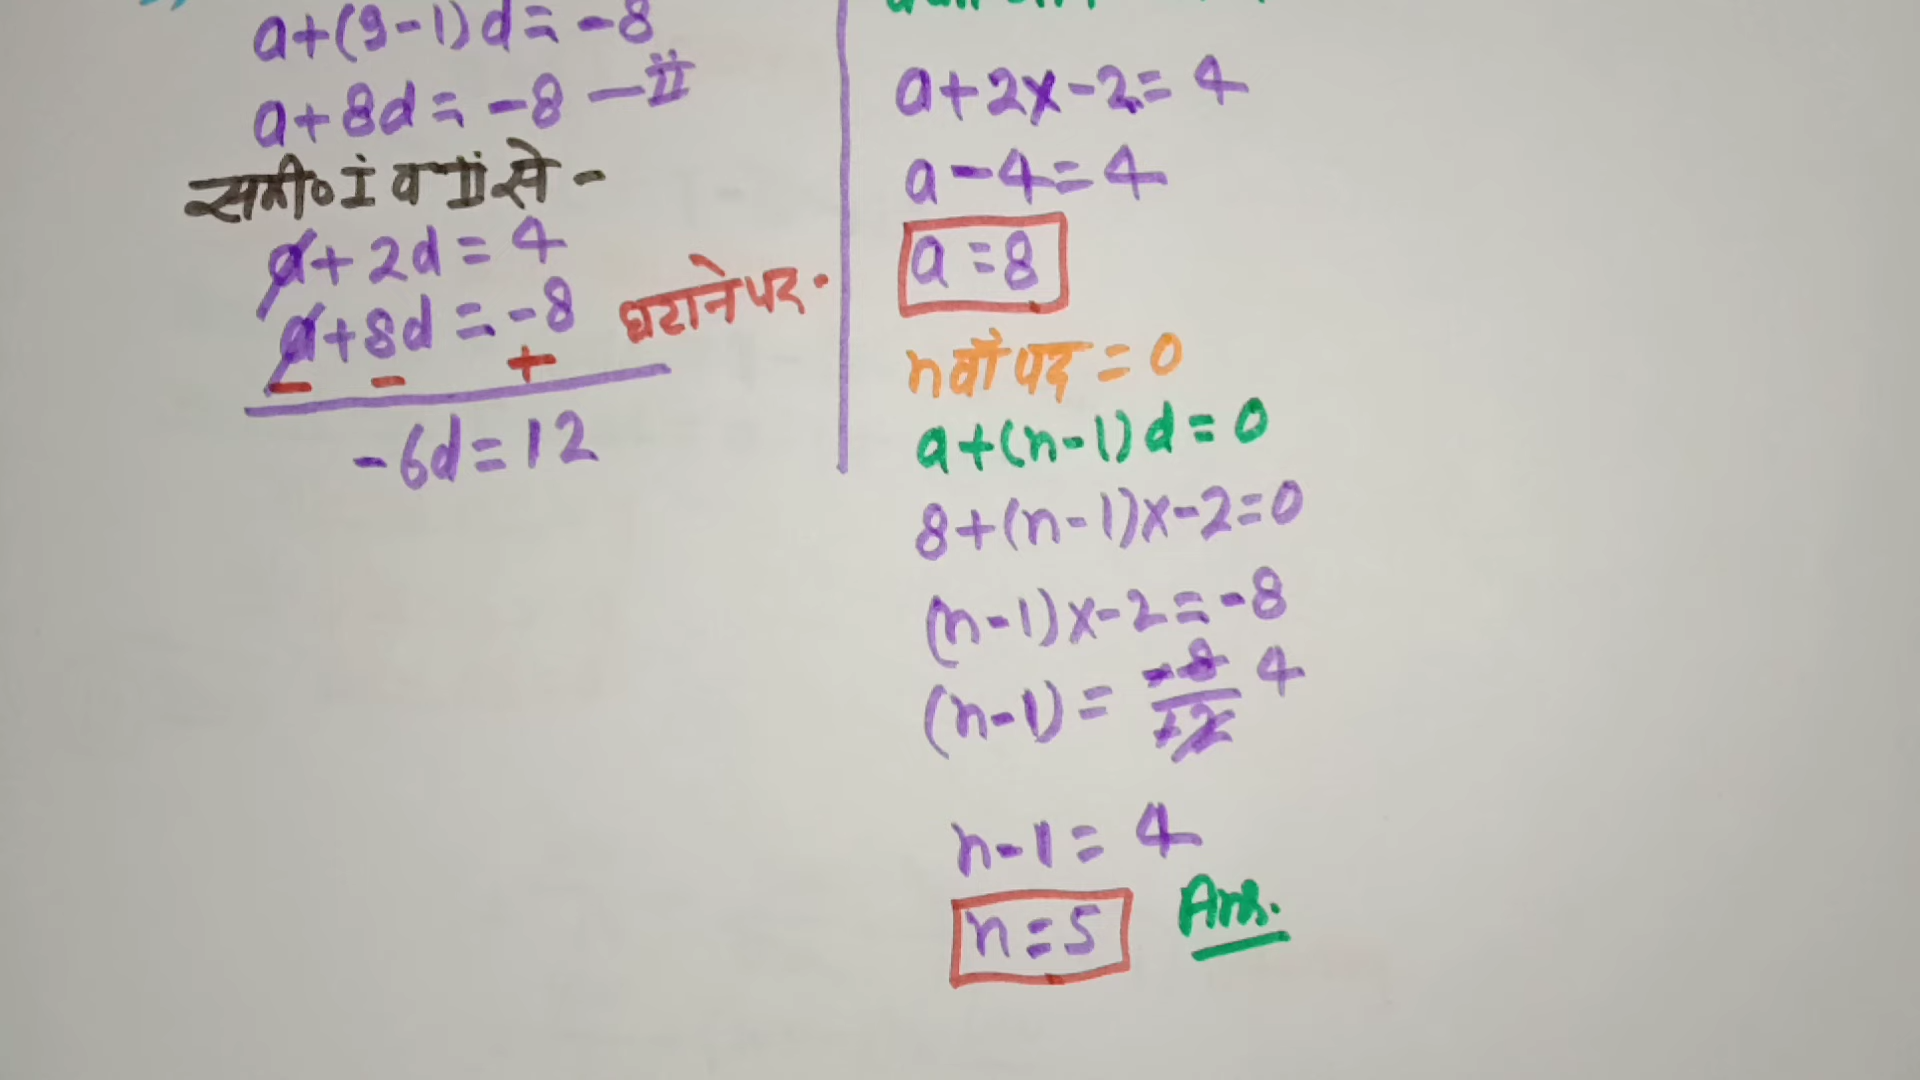 a+(9-1)d=-8
a+8d=-8 —II
समी० I व II से -
a+2d=4
a+8d=-8
- - +
घटाने पर.
-6d=12
a+2x-2=4
a-4=4
a=8
nवाँ पद=0
a+(n-1)d=0
8+(n-1)x-2=0
(n-1)x-2=-8
(n-1)=-8/-2 4
n-1=4
n=5 Ans.